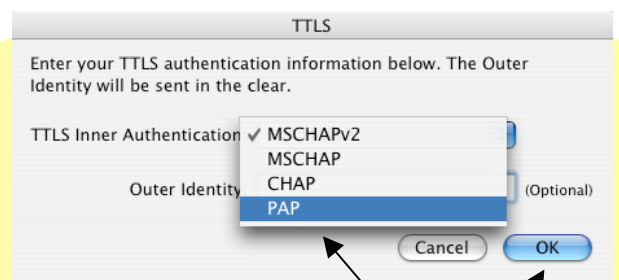 TTLS
Enter your TTLS authentication information below. The Outer
Identity will be sent in the clear.
TTLS Inner Authentication ✓ MSCHAPv2
MSCHAP
CHAP
Outer Identity (Optional)
PAP
Cancel OK